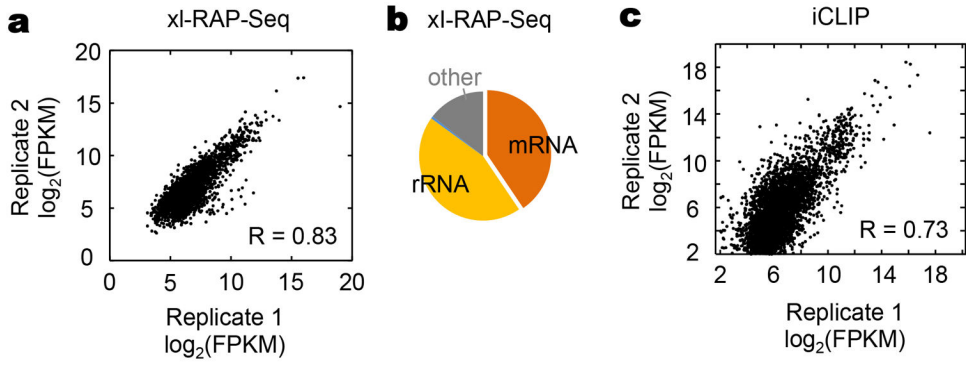 a
xl-RAP-Seq
20
15
10
5
0
Replicate 2
log₂(FPKM)
R = 0.83
0 5 10 15 20
Replicate 1
log₂(FPKM)
b
xl-RAP-Seq
other
mRNA
rRNA
c
iCLIP
18
14
10
6
2
Replicate 2
log₂(FPKM)
R = 0.73
2 6 10 14 18
Replicate 1
log₂(FPKM)